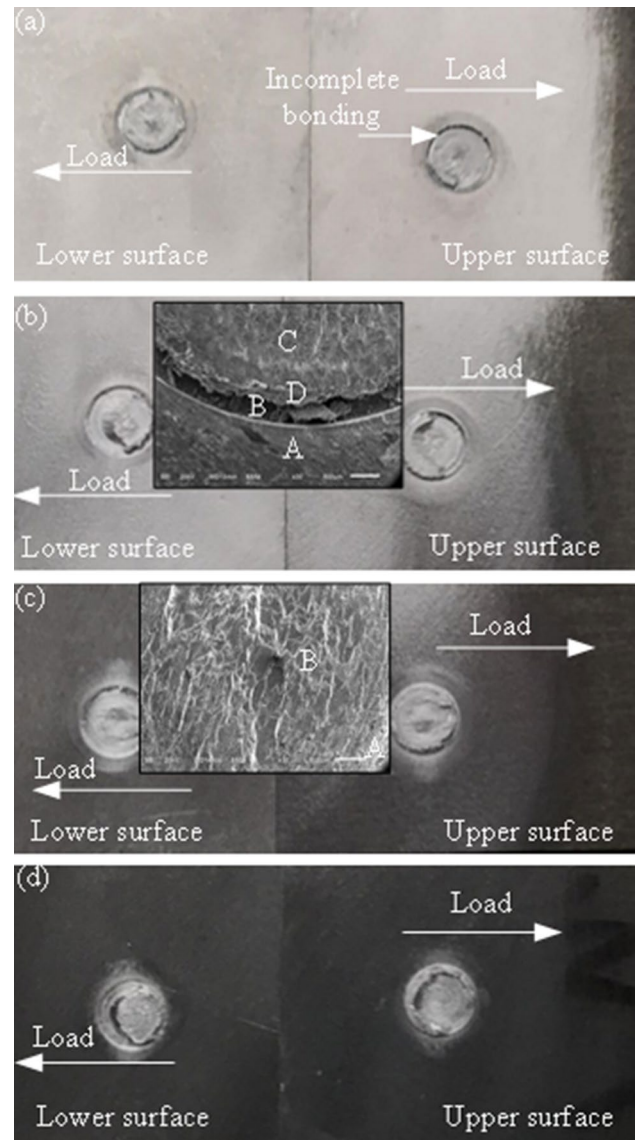 (a)
Load
Incomplete
bonding
Load
Lower surface
Upper surface
(b)
C
D
B
A
Load
Load
Lower surface
Upper surface
(c)
B
A
Load
Load
Lower surface
Upper surface
(d)
Load
Load
Lower surface
Upper surface